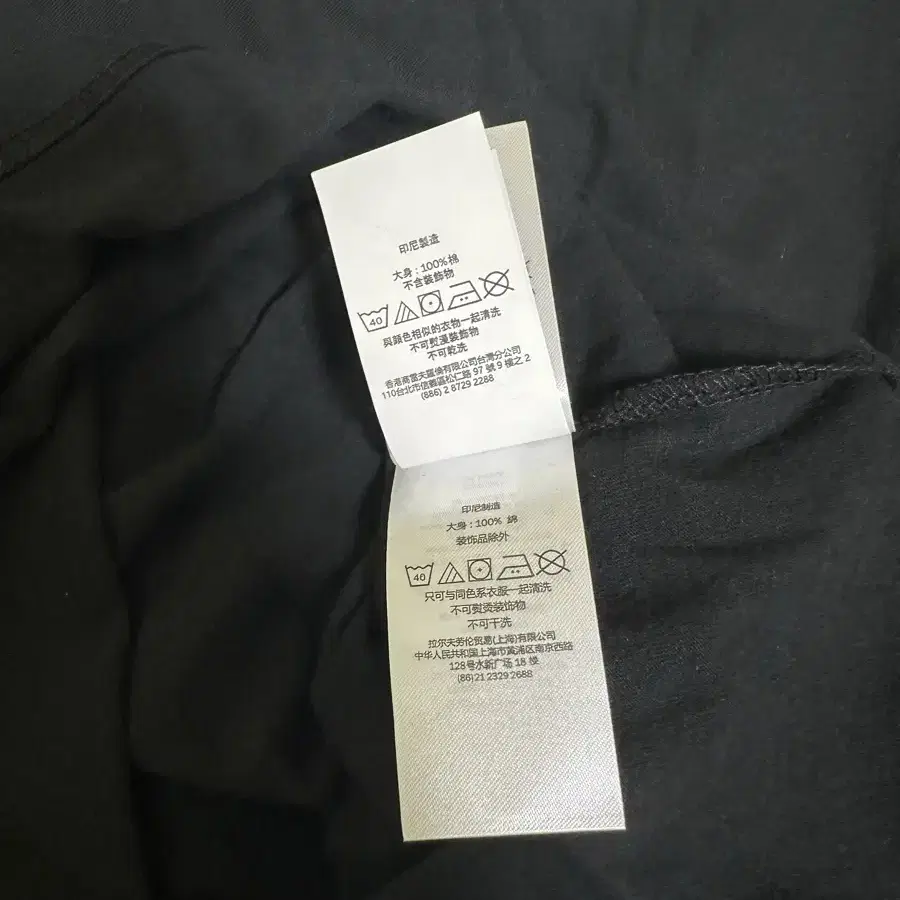 印尼製造
大身：100%棉
不含裝飾物
40
與顏色相似的衣物一起清洗
不可熨漫裝飾物
不可乾洗
香港商雷夫羅倫有限公司台灣分公司
110台北市信義區松仁路 97 號 9 樓之 2
(886) 2 8729 2288
印尼制造
大身：100% 綿
装饰品除外
40
只可与同色系衣服一起清洗
不可熨烫装饰物
不可干洗
拉尔夫劳伦贸易(上海)有限公司
中华人民共和国上海市黄浦区南京西路
128号永新广场 18 楼
(86)21 2329 2688